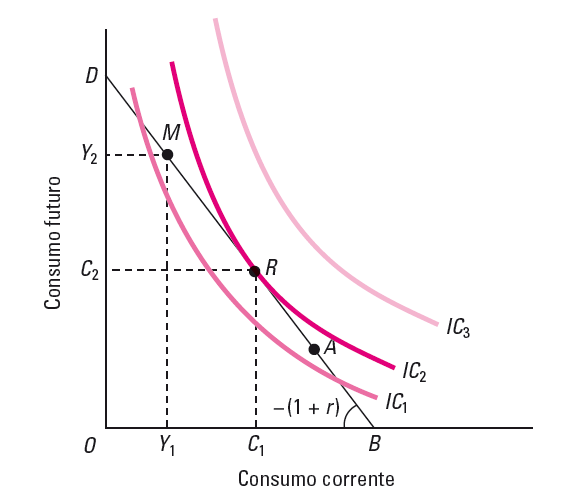 D
M
Y₂
Consumo futuro
C₂
R
IC₃
A
IC₂
−(1 + r)
IC₁
O
Y₁
C₁
B
Consumo corrente